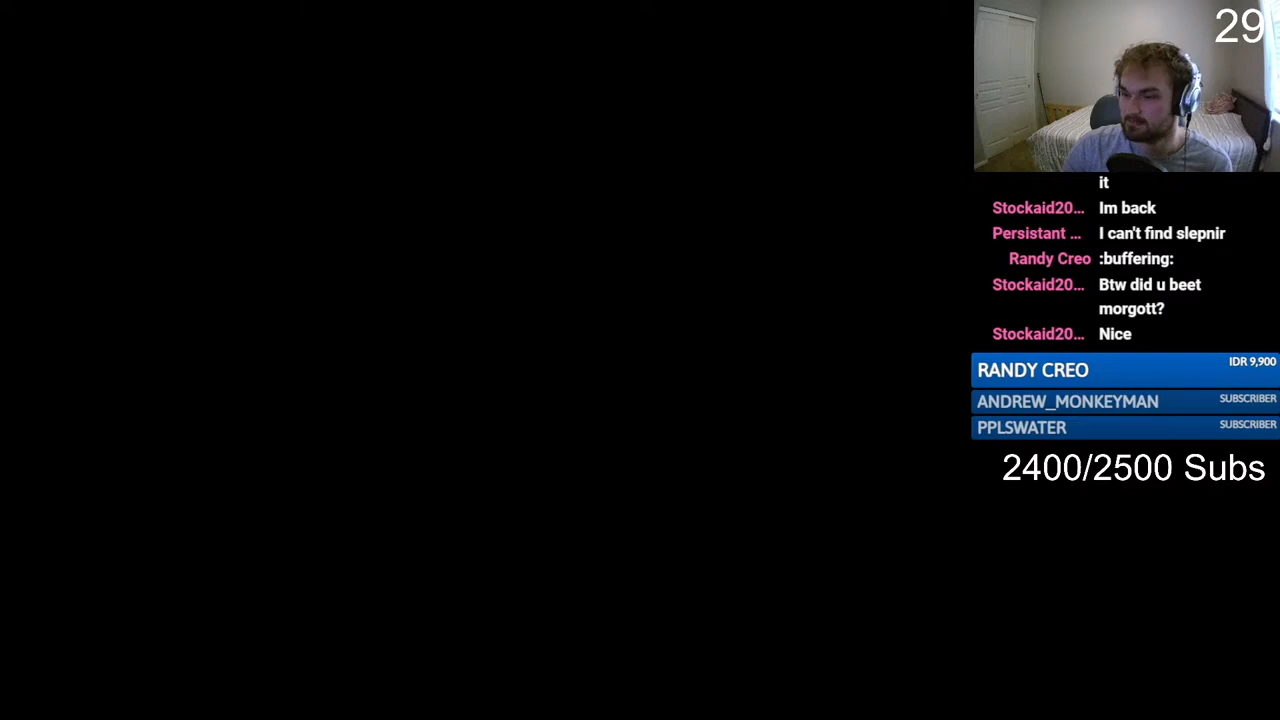 29
it
Stockaid20... Im back
Persistant ... I can't find slepnir
Randy Creo :buffering:
Stockaid20... Btw did u beet
morgott?
Stockaid20... Nice
RANDY CREO IDR 9,900
ANDREW_MONKEYMAN SUBSCRIBER
PPLSWATER SUBSCRIBER
2400/2500 Subs